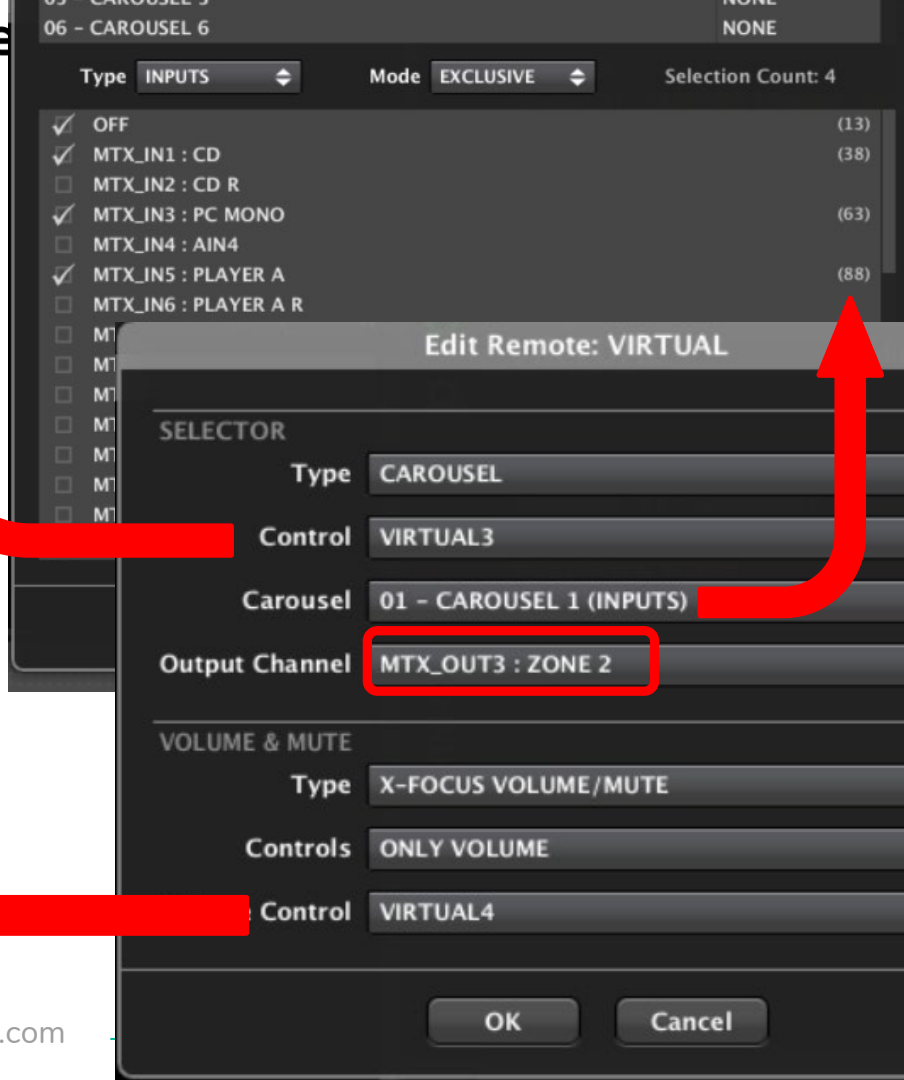 06 - CAROUSEL 6 NONE
Type INPUTS Mode EXCLUSIVE Selection Count: 4
OFF (13)
MTX_IN1 : CD (38)
MTX_IN2 : CD R
MTX_IN3 : PC MONO (63)
MTX_IN4 : AIN4
MTX_IN5 : PLAYER A (88)
MTX_IN6 : PLAYER A R
Edit Remote: VIRTUAL
SELECTOR
Type CAROUSEL
Control VIRTUAL3
Carousel 01 - CAROUSEL 1 (INPUTS)
Output Channel MTX_OUT3 : ZONE 2
VOLUME & MUTE
Type X-FOCUS VOLUME/MUTE
Controls ONLY VOLUME
Control VIRTUAL4
OK Cancel
.com